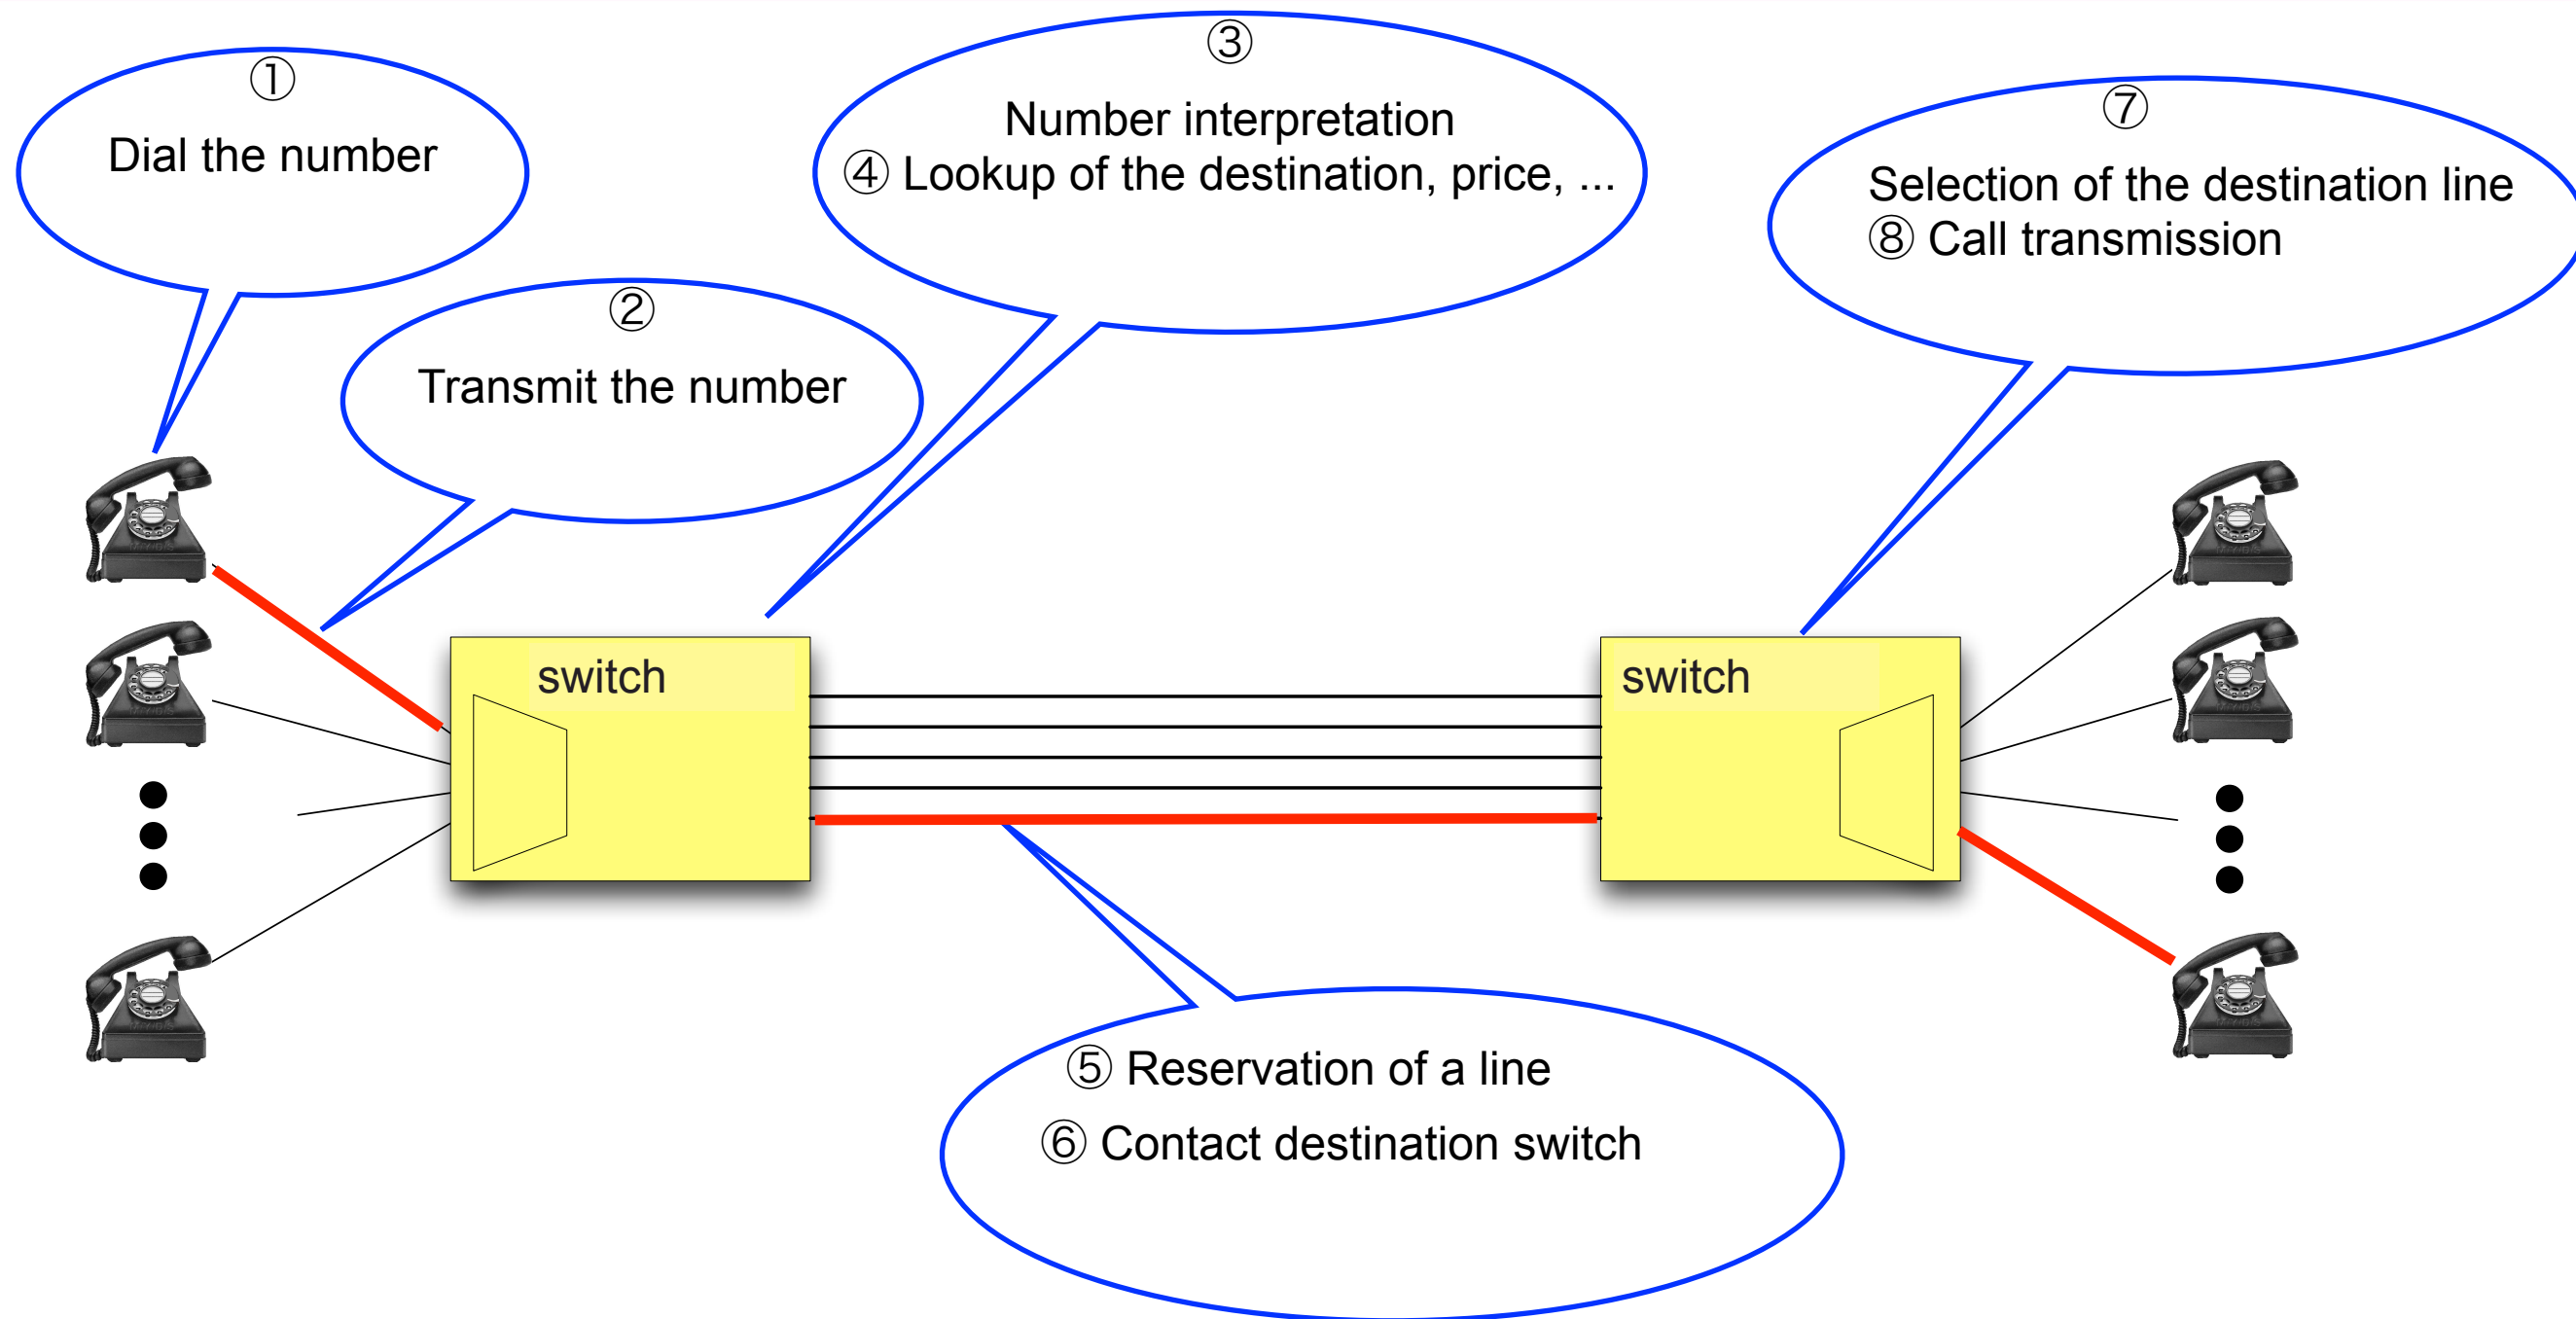 ①
Dial the number
②
Transmit the number
③
Number interpretation
④ Lookup of the destination, price, ...
⑦
Selection of the destination line
⑧ Call transmission
switch
switch
⑤ Reservation of a line
⑥ Contact destination switch